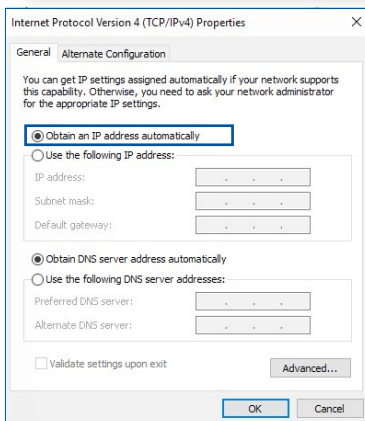 Internet Protocol Version 4 (TCP/IPv4) Properties
General
Alternate Configuration
You can get IP settings assigned automatically if your network supports
this capability. Otherwise, you need to ask your network administrator
for the appropriate IP settings.
Obtain an IP address automatically
Use the following IP address:
IP address:
Subnet mask:
Default gateway:
Obtain DNS server address automatically
Use the following DNS server addresses:
Preferred DNS server:
Alternate DNS server:
Validate settings upon exit
Advanced...
OK
Cancel